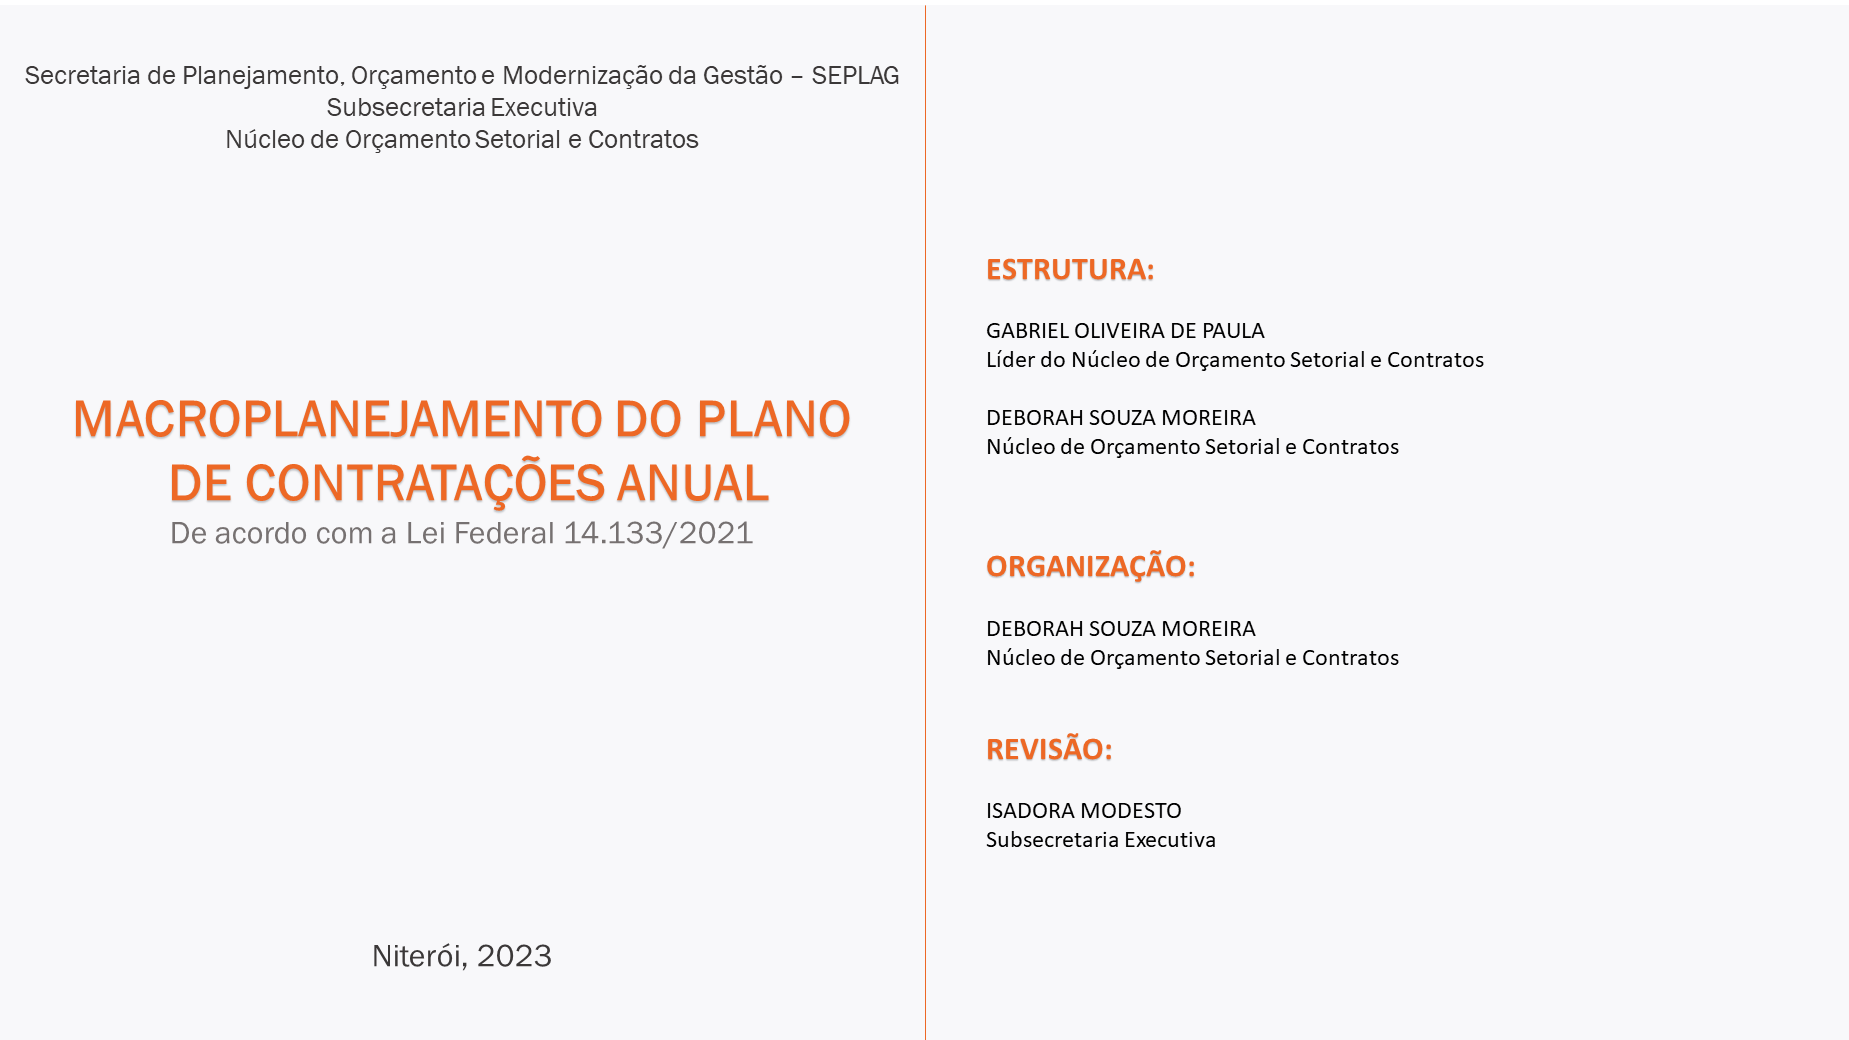 Secretaria de Planejamento, Orçamento e Modernização da Gestão – SEPLAG
Subsecretaria Executiva
Núcleo de Orçamento Setorial e Contratos
MACROPLANEJAMENTO DO PLANO
DE CONTRATAÇÕES ANUAL
De acordo com a Lei Federal 14.133/2021
Niterói, 2023
ESTRUTURA:
GABRIEL OLIVEIRA DE PAULA
Líder do Núcleo de Orçamento Setorial e Contratos
DEBORAH SOUZA MOREIRA
Núcleo de Orçamento Setorial e Contratos
ORGANIZAÇÃO:
DEBORAH SOUZA MOREIRA
Núcleo de Orçamento Setorial e Contratos
REVISÃO:
ISADORA MODESTO
Subsecretaria Executiva